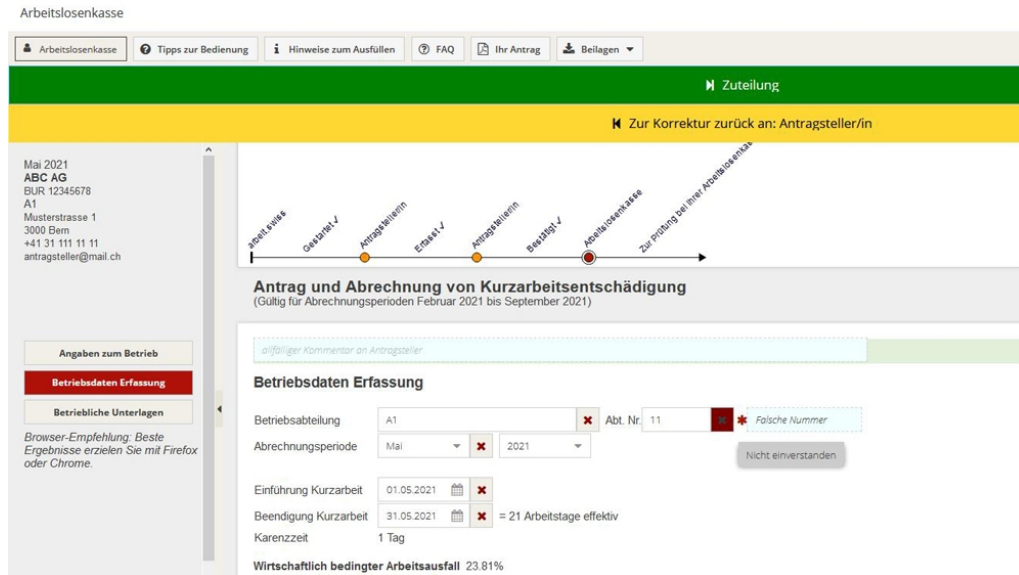 Arbeitslosenkasse
Arbeitslosenkasse
Tipps zur Bedienung
Hinweise zum Ausfüllen
FAQ
Ihr Antrag
Beilagen
Zuteilung
Zur Korrektur zurück an: Antragsteller/in
Mai 2021
ABC AG
BUR 12345678
A1
Musterstrasse 1
3000 Bern
+41 31 111 11 11
antragsteller@mail.ch
arbeit.swiss
Gestartet √
Antragsteller/in
Erfasst √
Antragsteller/in
Bestätigt √
Arbeitslosenkasse
Zur Prüfung bei Ihrer Arbeitslosenkas
Antrag und Abrechnung von Kurzarbeitsentschädigung
(Gültig für Abrechnungsperioden Februar 2021 bis September 2021)
Angaben zum Betrieb
Betriebsdaten Erfassung
Betriebliche Unterlagen
Browser-Empfehlung: Beste
Ergebnisse erzielen Sie mit Firefox
oder Chrome.
allfälliger Kommentar an Antragsteller
Betriebsdaten Erfassung
Betriebsabteilung A1 Abt. Nr. 11 * Falsche Nummer
Abrechnungsperiode Mai 2021
Nicht einverstanden
Einführung Kurzarbeit 01.05.2021
Beendigung Kurzarbeit 31.05.2021 = 21 Arbeitstage effektiv
Karenzzeit 1 Tag
Wirtschaftlich bedingter Arbeitsausfall 23.81%